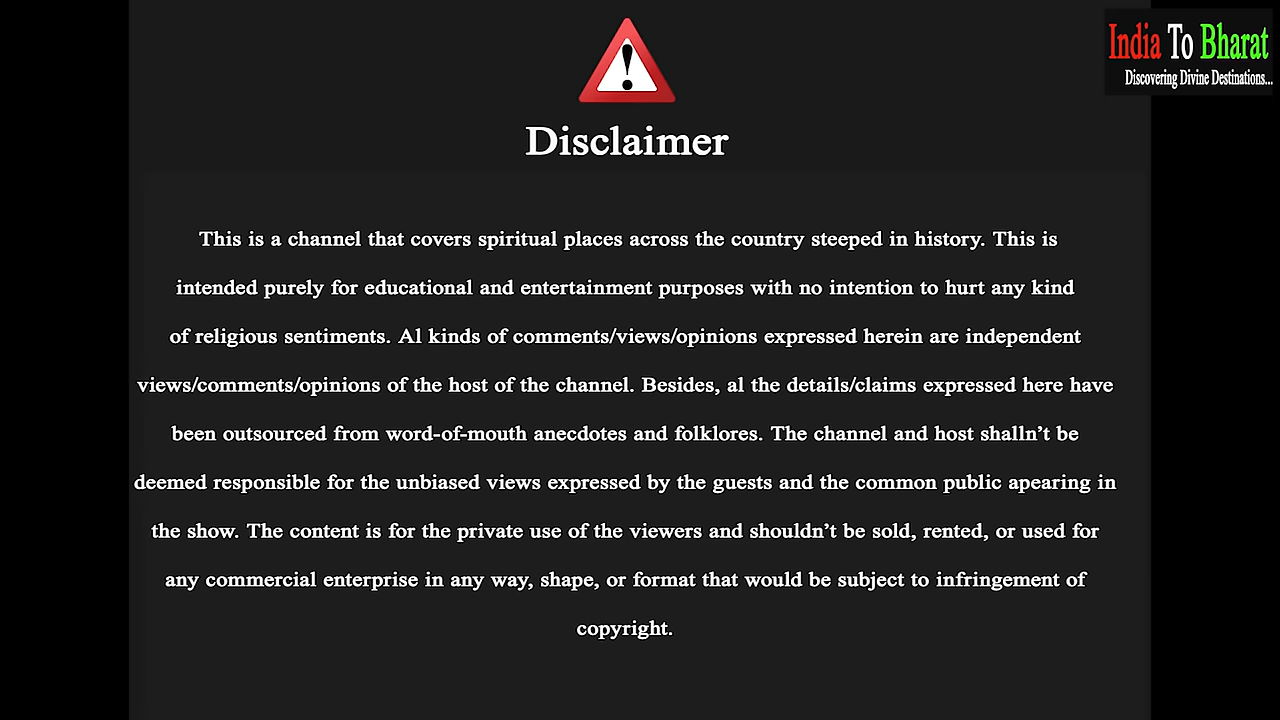 India To Bharat
Discovering Divine Destinations...
Disclaimer
This is a channel that covers spiritual places across the country steeped in history. This is
intended purely for educational and entertainment purposes with no intention to hurt any kind
of religious sentiments. Al kinds of comments/views/opinions expressed herein are independent
views/comments/opinions of the host of the channel. Besides, al the details/claims expressed here have
been outsourced from word-of-mouth anecdotes and folklores. The channel and host shalln’t be
deemed responsible for the unbiased views expressed by the guests and the common public apearing in
the show. The content is for the private use of the viewers and shouldn’t be sold, rented, or used for
any commercial enterprise in any way, shape, or format that would be subject to infringement of
copyright.